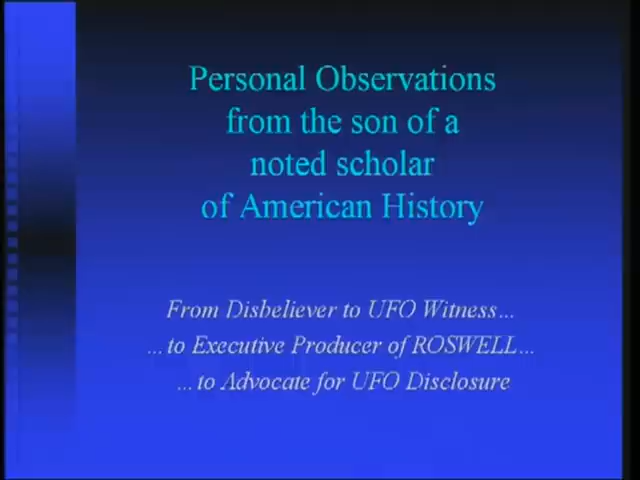 Personal Observations
from the son of a
noted scholar
of American History
From Disbeliever to UFO Witness...
...to Executive Producer of ROSWELL...
...to Advocate for UFO Disclosure